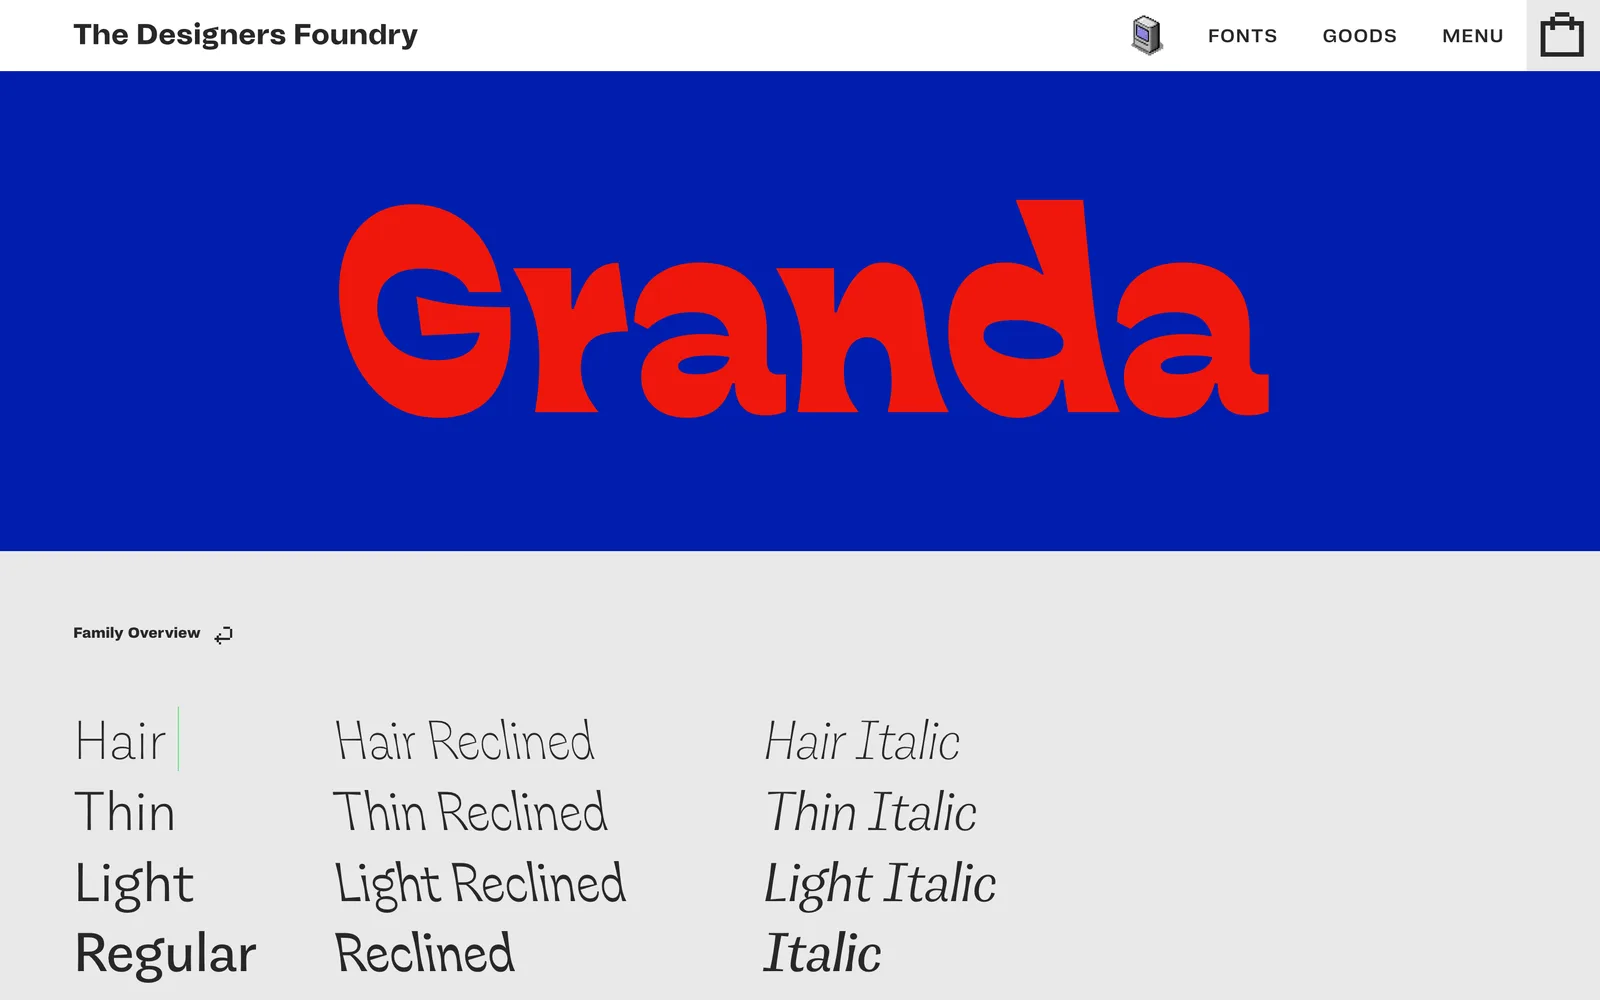 The Designers Foundry
FONTS GOODS MENU
Granda
Family Overview
Hair Hair Reclined Hair Italic
Thin Thin Reclined Thin Italic
Light Light Reclined Light Italic
Regular Reclined Italic